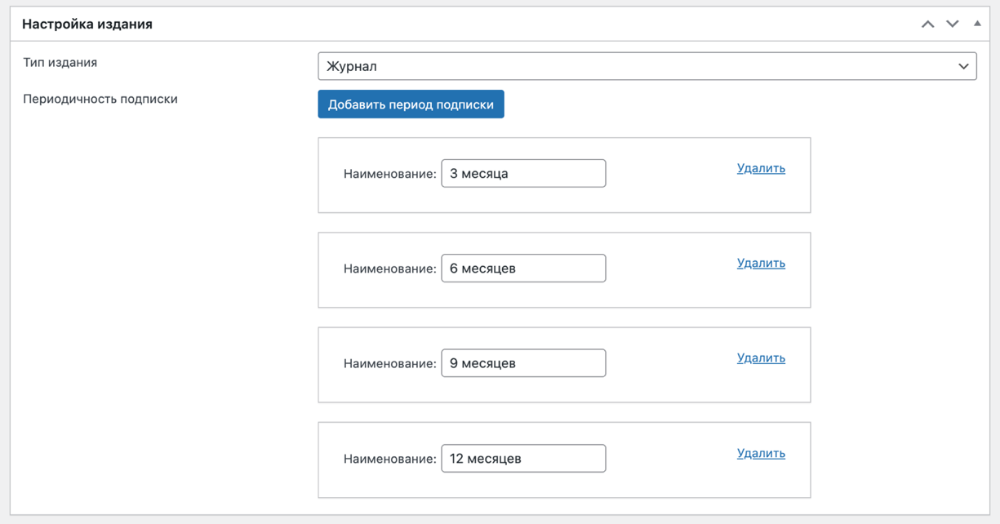 Настройка издания
Тип издания
Журнал
Периодичность подписки
Добавить период подписки
Наименование: 3 месяца Удалить
Наименование: 6 месяцев Удалить
Наименование: 9 месяцев Удалить
Наименование: 12 месяцев Удалить